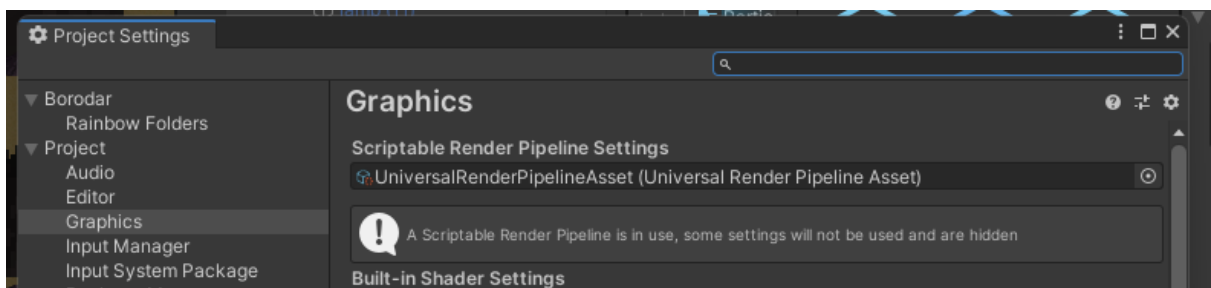 Project Settings
Borodar
Rainbow Folders
Project
Audio
Editor
Graphics
Input Manager
Input System Package
Graphics
Scriptable Render Pipeline Settings
UniversalRenderPipelineAsset (Universal Render Pipeline Asset)
A Scriptable Render Pipeline is in use, some settings will not be used and are hidden
Built-in Shader Settings